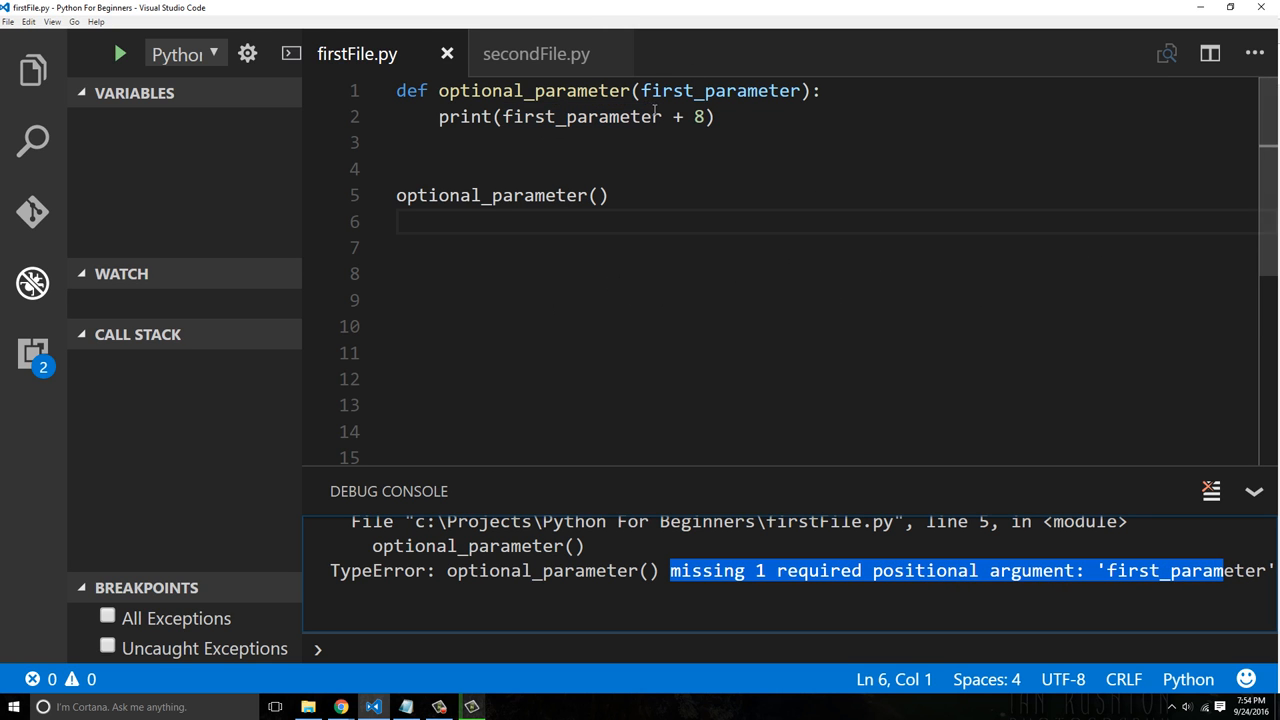 firstFile.py - Python For Beginners - Visual Studio Code
File Edit View Go Help
Python
firstFile.py
secondFile.py
VARIABLES
WATCH
CALL STACK
BREAKPOINTS
All Exceptions
Uncaught Exceptions
2
1 def optional_parameter(first_parameter):
2 print(first_parameter + 8)
3
4
5 optional_parameter()
6
7
8
9
10
11
12
13
14
15
DEBUG CONSOLE
File "c:\Projects\Python For Beginners\firstFile.py", line 5, in <module>
optional_parameter()
TypeError: optional_parameter() missing 1 required positional argument: 'first_parameter'
0 0
Ln 6, Col 1 Spaces: 4 UTF-8 CRLF Python
I'm Cortana. Ask me anything.
7:54 PM
9/24/2016